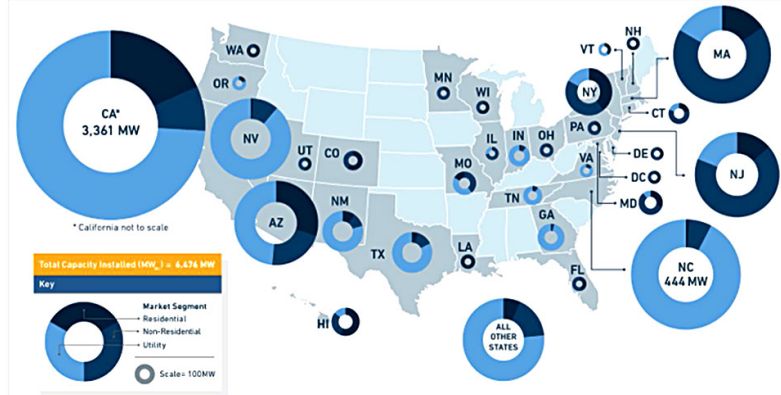 CA*
3,361 MW
* California not to scale
WA
OR
NV
UT
CO
AZ
NM
TX
MN
WI
IL
IN
OH
MO
TN
GA
LA
FL
HI
VT
NH
NY
MA
CT
PA
NJ
DE
DC
MD
VA
NC
444 MW
ALL
OTHER
STATES
Total Capacity Installed (MW) = 6,476 MW
Key
Market Segment
Residential
Non-Residential
Utility
Scale= 100MW